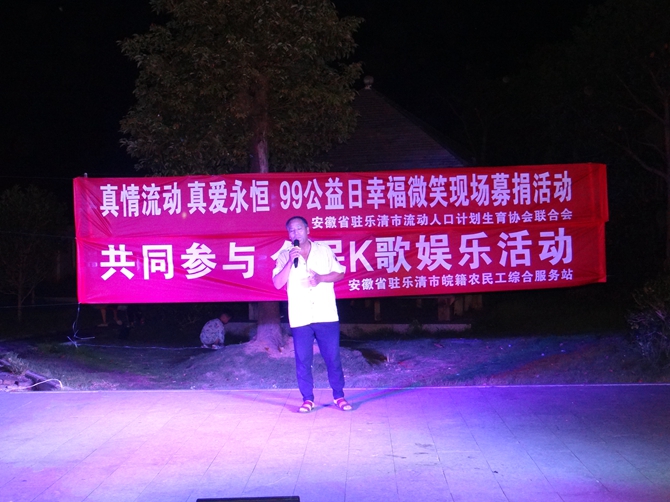 真情流动 真爱永恒 99公益日幸福微笑现场募捐活动
安徽省驻乐清市流动人口计划生育协会联合会
共同参与 民K歌娱乐活动
安徽省驻乐清市皖籍农民工综合服务站